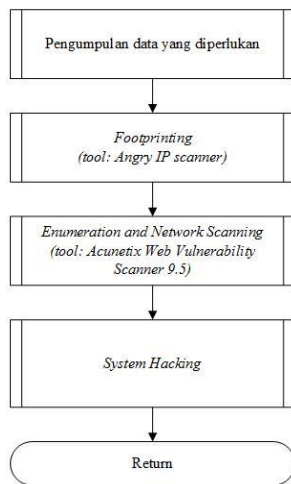 Pengumpulan data yang diperlukan
Footprinting
(tool: Angry IP scanner)
Enumeration and Network Scanning
(tool: Acunetix Web Vulnerability
Scanner 9.5)
System Hacking
Return